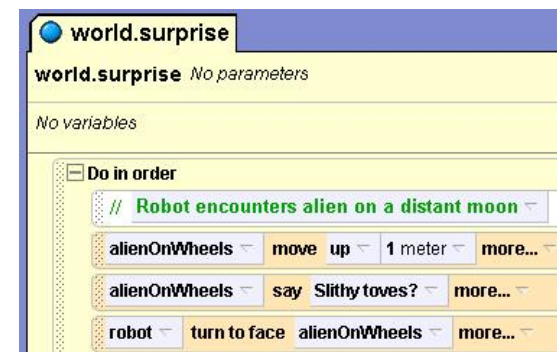 world.surprise
world.surprise No parameters
No variables
Do in order
// Robot encounters alien on a distant moon
alienOnWheels move up 1 meter more...
alienOnWheels say Slithy toves? more...
robot turn to face alienOnWheels more...